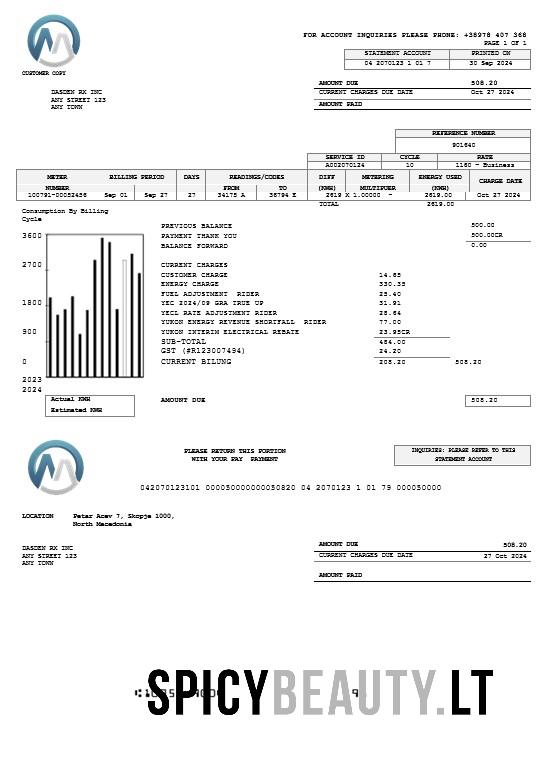 FOR ACCOUNT INQUIRIES PLEASE PHONE: +38978 407 368
PAGE 1 OF 1
STATEMENT ACCOUNT PRINTED ON
04 2070123 1 01 7 30 Sep 2024
CUSTOMER COPY
AMOUNT DUE 508.20
CURRENT CHARGES DUE DATE Oct 27 2024
AMOUNT PAID
DASDEN RX INC
ANY STREET 123
ANY TOWN
REFERENCE NUMBER
901640
SERVICE ID CYCLE RATE
A002070124 10 1160 - Business
METER NUMBER BILLING PERIOD DAYS READINGS/CODES DIFF METERING ENERGY USED CHARGE DATE
FROM TO (KWH) MULTIPUER (KWH)
100791-00052456 Sep 01 Sep 27 27 34175 A 36794 E 2619 X 1.00000 = 2619.00 Oct 27 2024
TOTAL 2619.00
Consumption By Billing
Cycle
3600
2700
1800
900
0
2023
2024
Actual KWH
Estimated KWH
PREVIOUS BALANCE 500.00
PAYMENT THANK YOU 500.00CR
BALANCE FORWARD 0.00
CURRENT CHARGES
CUSTOMER CHARGE 14.65
ENERGY CHARGE 330.35
FUEL ADJUSTMENT RIDER 25.40
YEC 2024/09 GRA TRUE UP 31.91
YECL RATE ADJUSTMENT RIDER 28.64
YUKON ENERGY REVENUE SHORTFALL RIDER 77.00
YUKON INTERIM ELECTRICAL REBATE 23.95CR
SUB-TOTAL 484.00
GST (#R123007494) 24.20
CURRENT BILUNG 208.20 508.20
AMOUNT DUE 508.20
PLEASE RETURN THIS PORTION
WITH YOUR PAY PAYMENT
INQUIRIES: PLEASE REFER TO THIS
STATEMENT ACCOUNT
042070123101 000050000000050820 04 2070123 1 01 79 000050000
LOCATION Petar Acev 7, Skopje 1000,
North Macedonia
DASDEN RX INC
ANY STREET 123
ANY TOWN
AMOUNT DUE 508.20
CURRENT CHARGES DUE DATE 27 Oct 2024
AMOUNT PAID
SPICYBEAUTY.LT